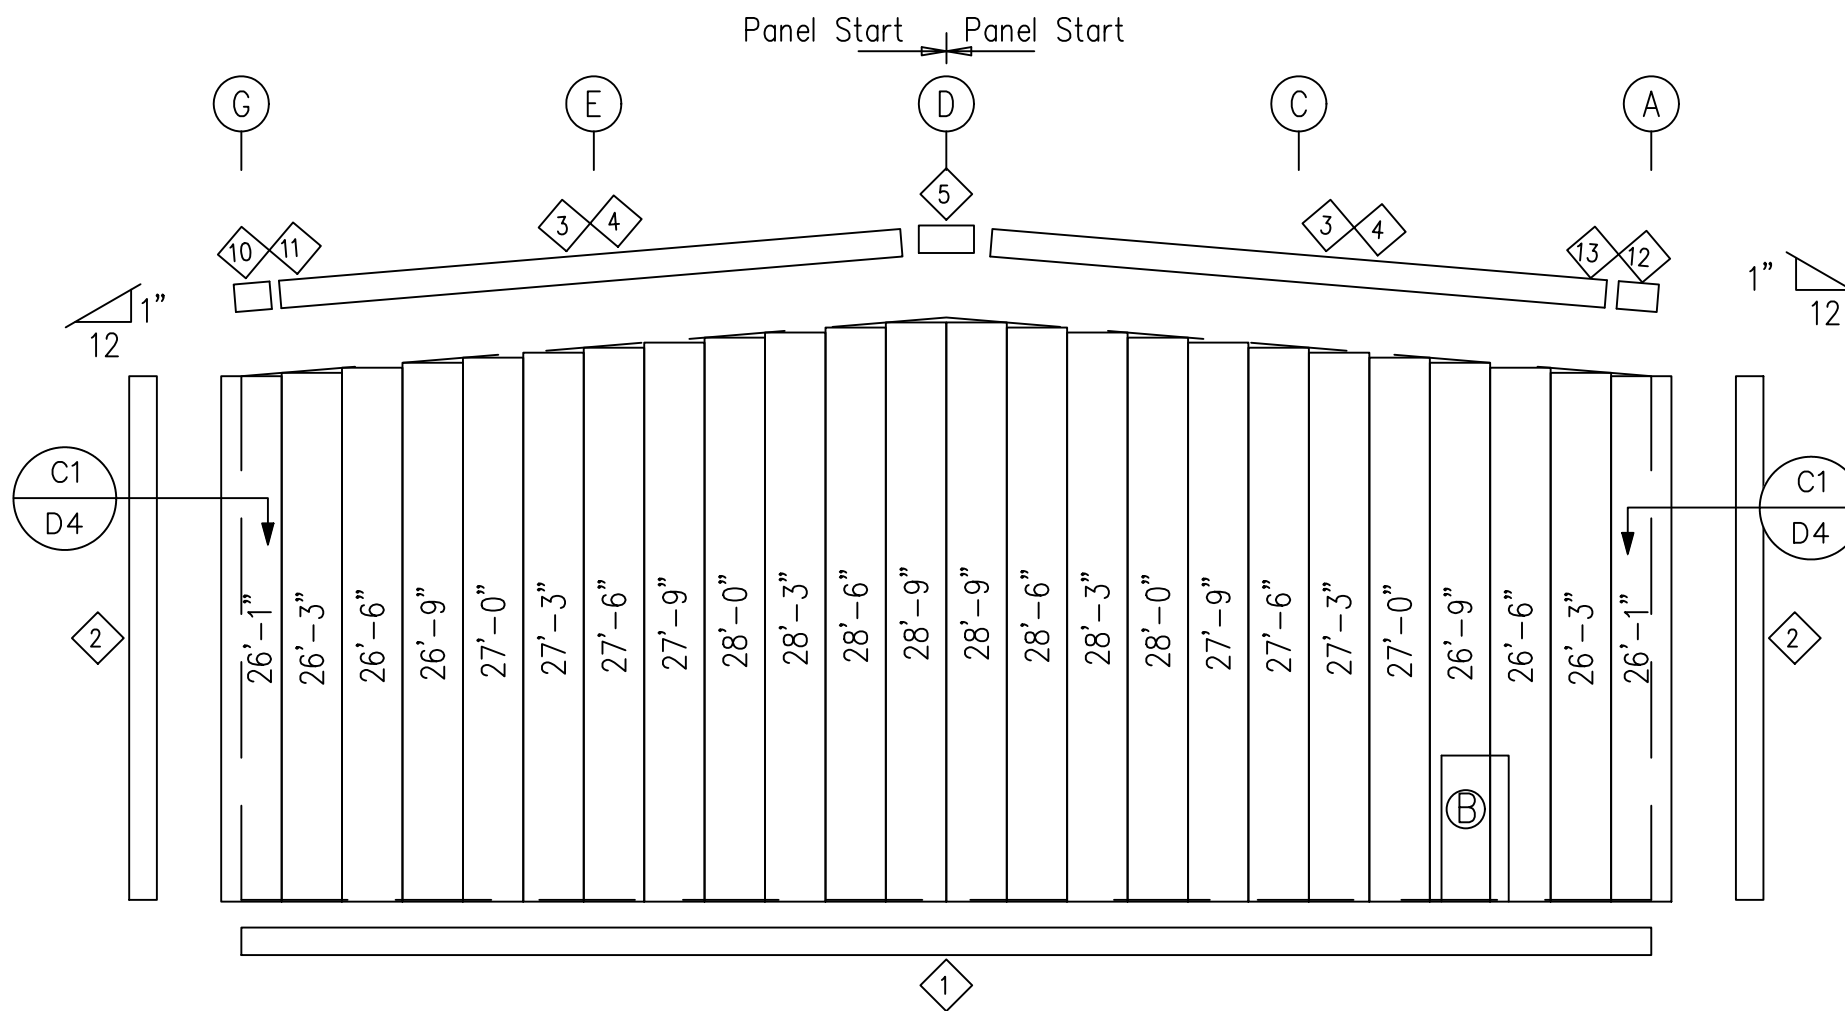 Panel Start Panel Start
G E D C A
5
3 4 3 4
10 11 13 12
1" 1"
12 12
C1 C1
D4 D4
26'-1" 26'-3" 26'-6" 26'-9" 27'-0" 27'-3" 27'-6" 27'-9" 28'-0" 28'-3" 28'-6" 28'-9" 28'-9" 28'-6" 28'-3" 28'-0" 27'-9" 27'-6" 27'-3" 27'-0" 26'-9" 26'-6" 26'-3" 26'-1"
2 2
B
1